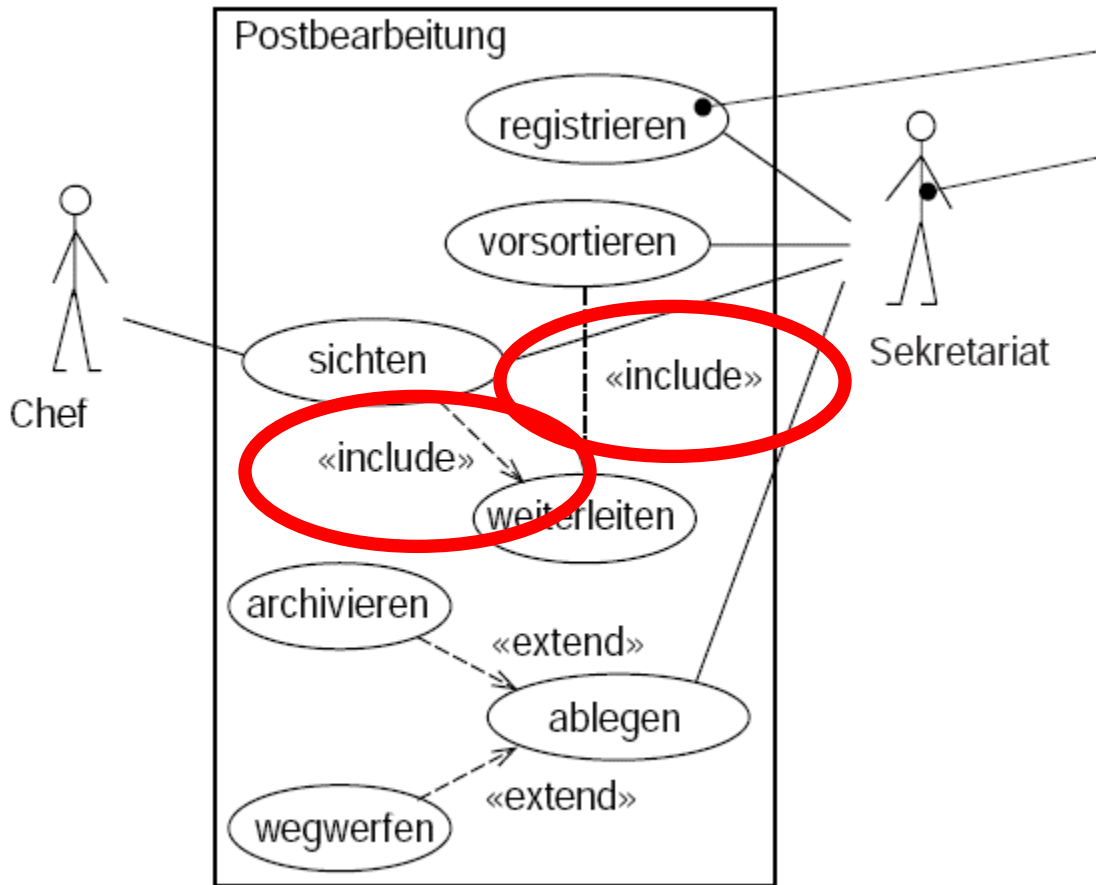 Postbearbeitung
registrieren
vorsortieren
sichten
«include»
Sekretariat
Chef
«include»
weiterleiten
archivieren
«extend»
ablegen
«extend»
wegwerfen